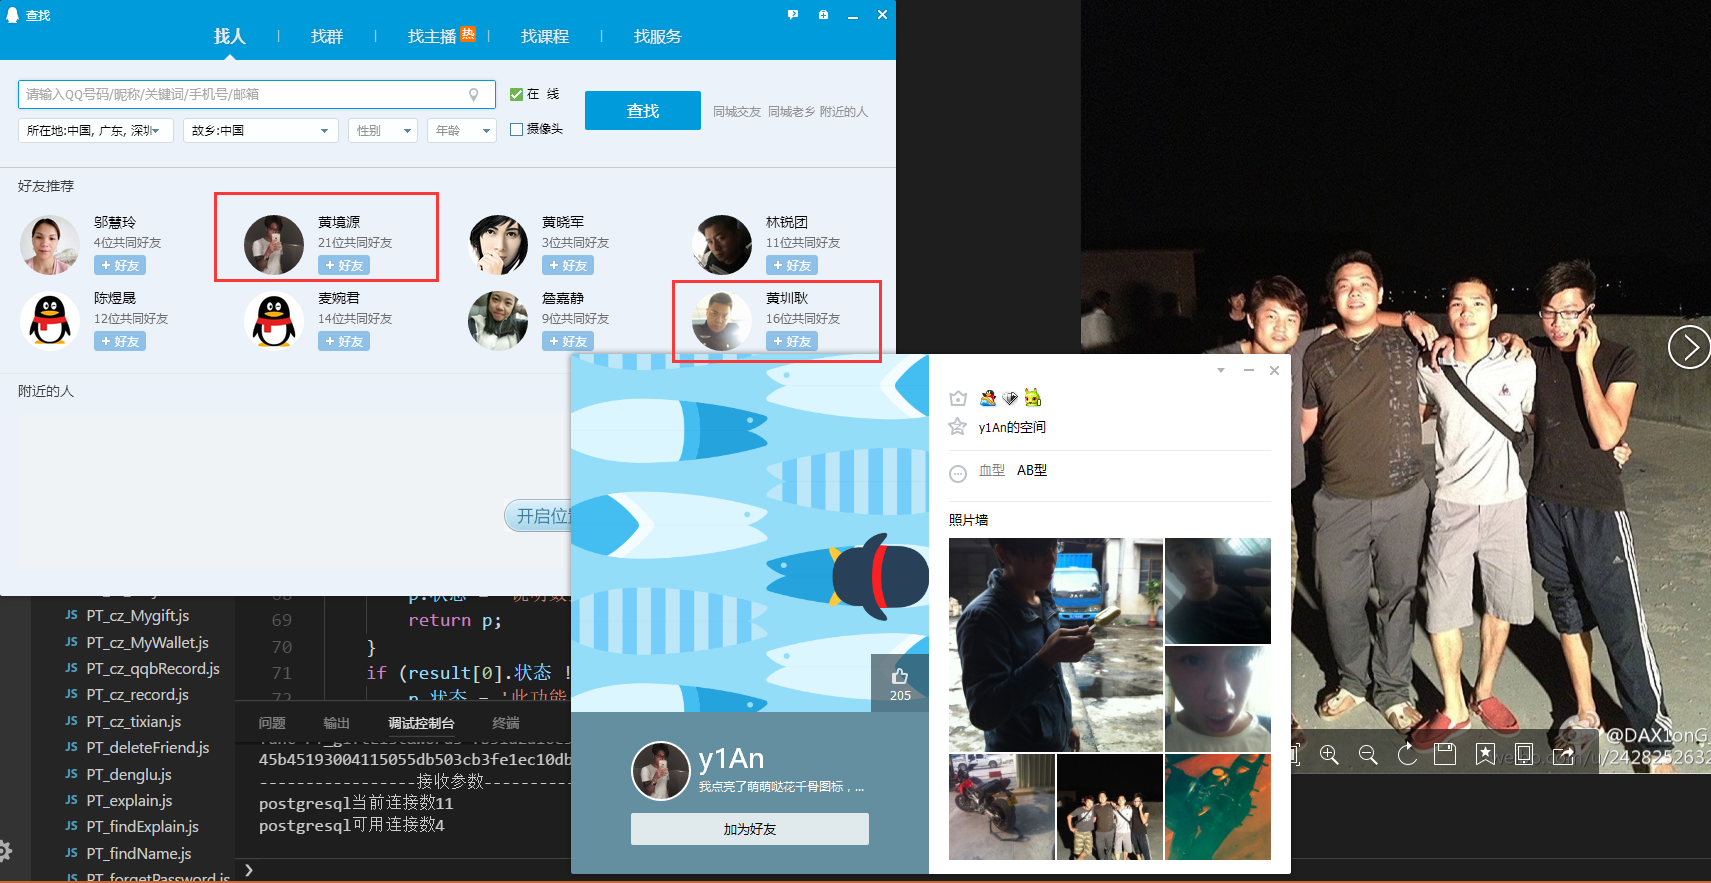 查找
找人
找群
找主播
热
找课程
找服务
请输入QQ号码/昵称/关键词/手机号/邮箱
在 线
查找
同城交友 同城老乡 附近的人
所在地:中国, 广东, 深圳
故乡:中国
性别
年龄
摄像头
好友推荐
邬慧玲
4位共同好友
+ 好友
黄境源
21位共同好友
+ 好友
黄晓军
3位共同好友
+ 好友
林锐团
11位共同好友
+ 好友
陈煜晟
12位共同好友
+ 好友
麦婉君
14位共同好友
+ 好友
詹嘉静
9位共同好友
+ 好友
黄圳耿
16位共同好友
+ 好友
附近的人
开启位
y1An的空间
血型 AB型
照片墙
205
y1An
我点亮了萌萌哒花千骨图标，...
加为好友
JS PT_cz_Mygift.js
JS PT_cz_MyWallet.js
JS PT_cz_qqbRecord.js
JS PT_cz_record.js
JS PT_cz_tixian.js
JS PT_deleteFriend.js
JS PT_denglu.js
JS PT_explain.js
JS PT_findExplain.js
JS PT_findName.js
JS PT_forgetPassword.js
69 return p;
70 }
71 if (result[0].状态 !
72 p.状态 = '此功能
问题
输出
调试控制台
终端
45b45193004115055db503cb3fe1ec10db
-----------------接收参数----------
postgresql当前连接数11
postgresql可用连接数4
@DAX1onG